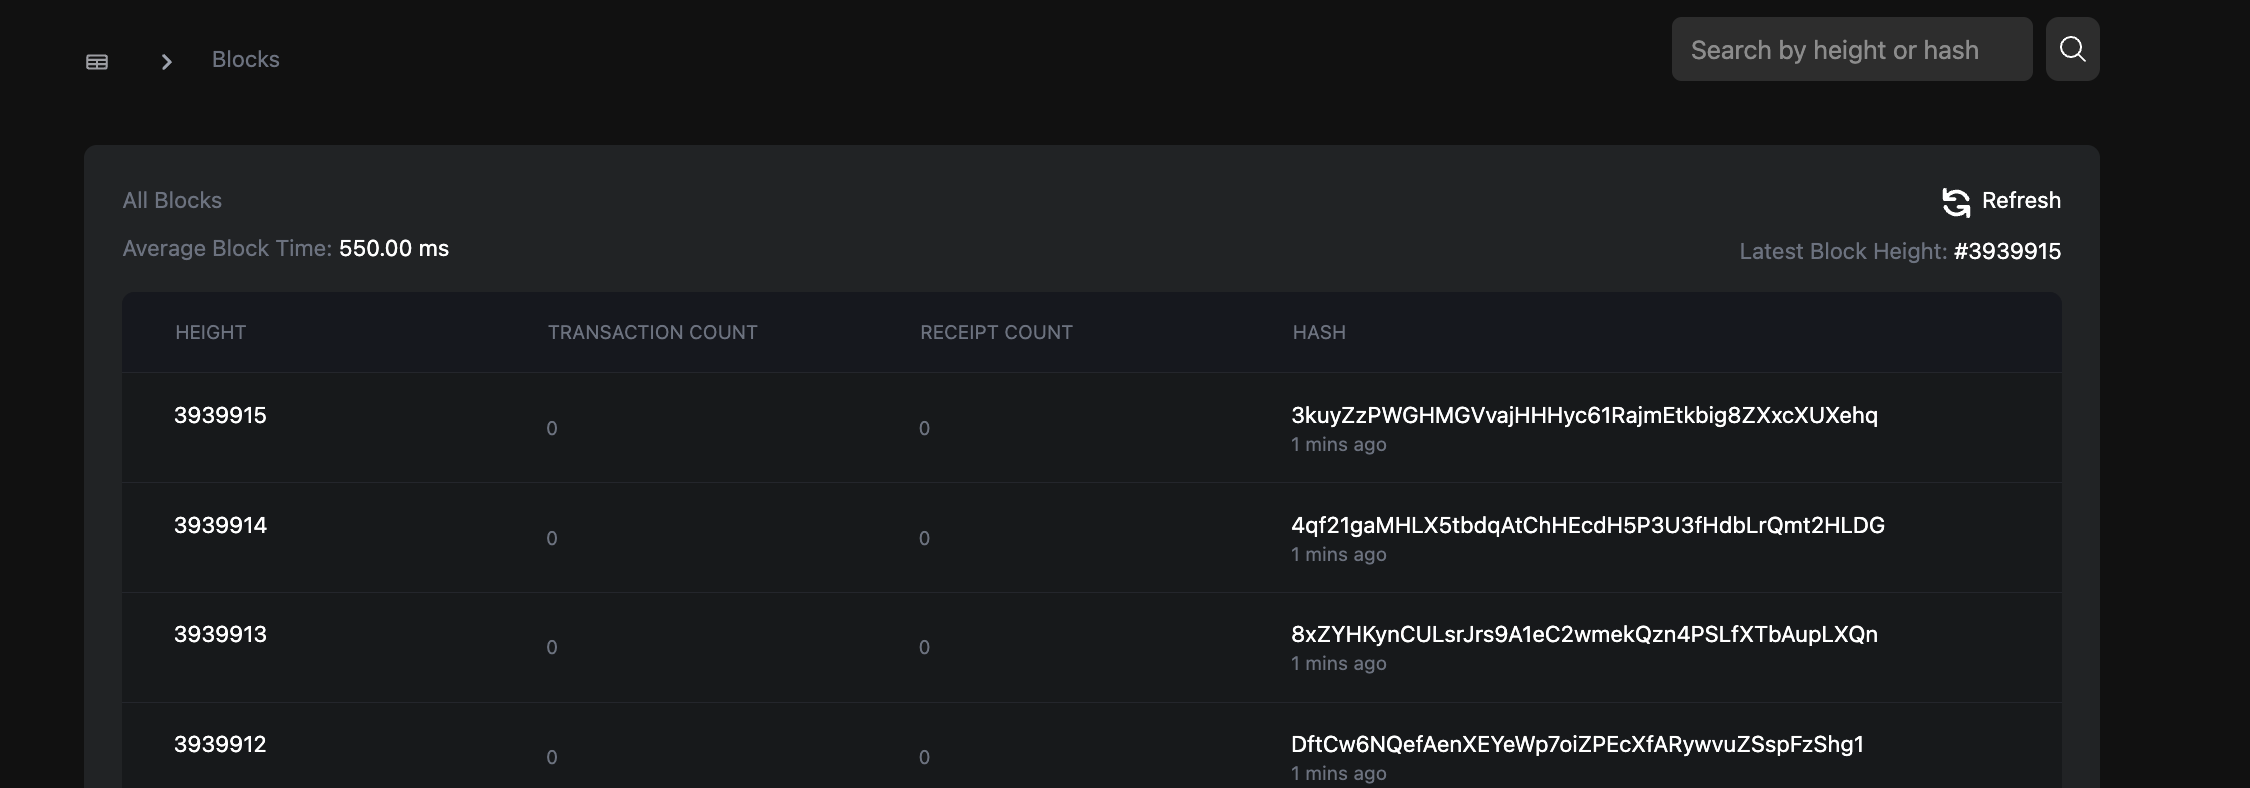 Blocks
Search by height or hash
All Blocks
Refresh
Average Block Time: 550.00 ms
Latest Block Height: #3939915
HEIGHT TRANSACTION COUNT RECEIPT COUNT HASH
3939915 0 0 3kuyZzPWGHMGVvajHHHyc61RajmEtkbig8ZXxcXUXehq
1 mins ago
3939914 0 0 4qf21gaMHLX5tbdqAtChHEcdH5P3U3fHdbLrQmt2HLDG
1 mins ago
3939913 0 0 8xZYHKynCULsrJrs9A1eC2wmekQzn4PSLfXTbAupLXQn
1 mins ago
3939912 0 0 DftCw6NQefAenXEYeWp7oiZPEcXfARywvuZSspFzShg1
1 mins ago